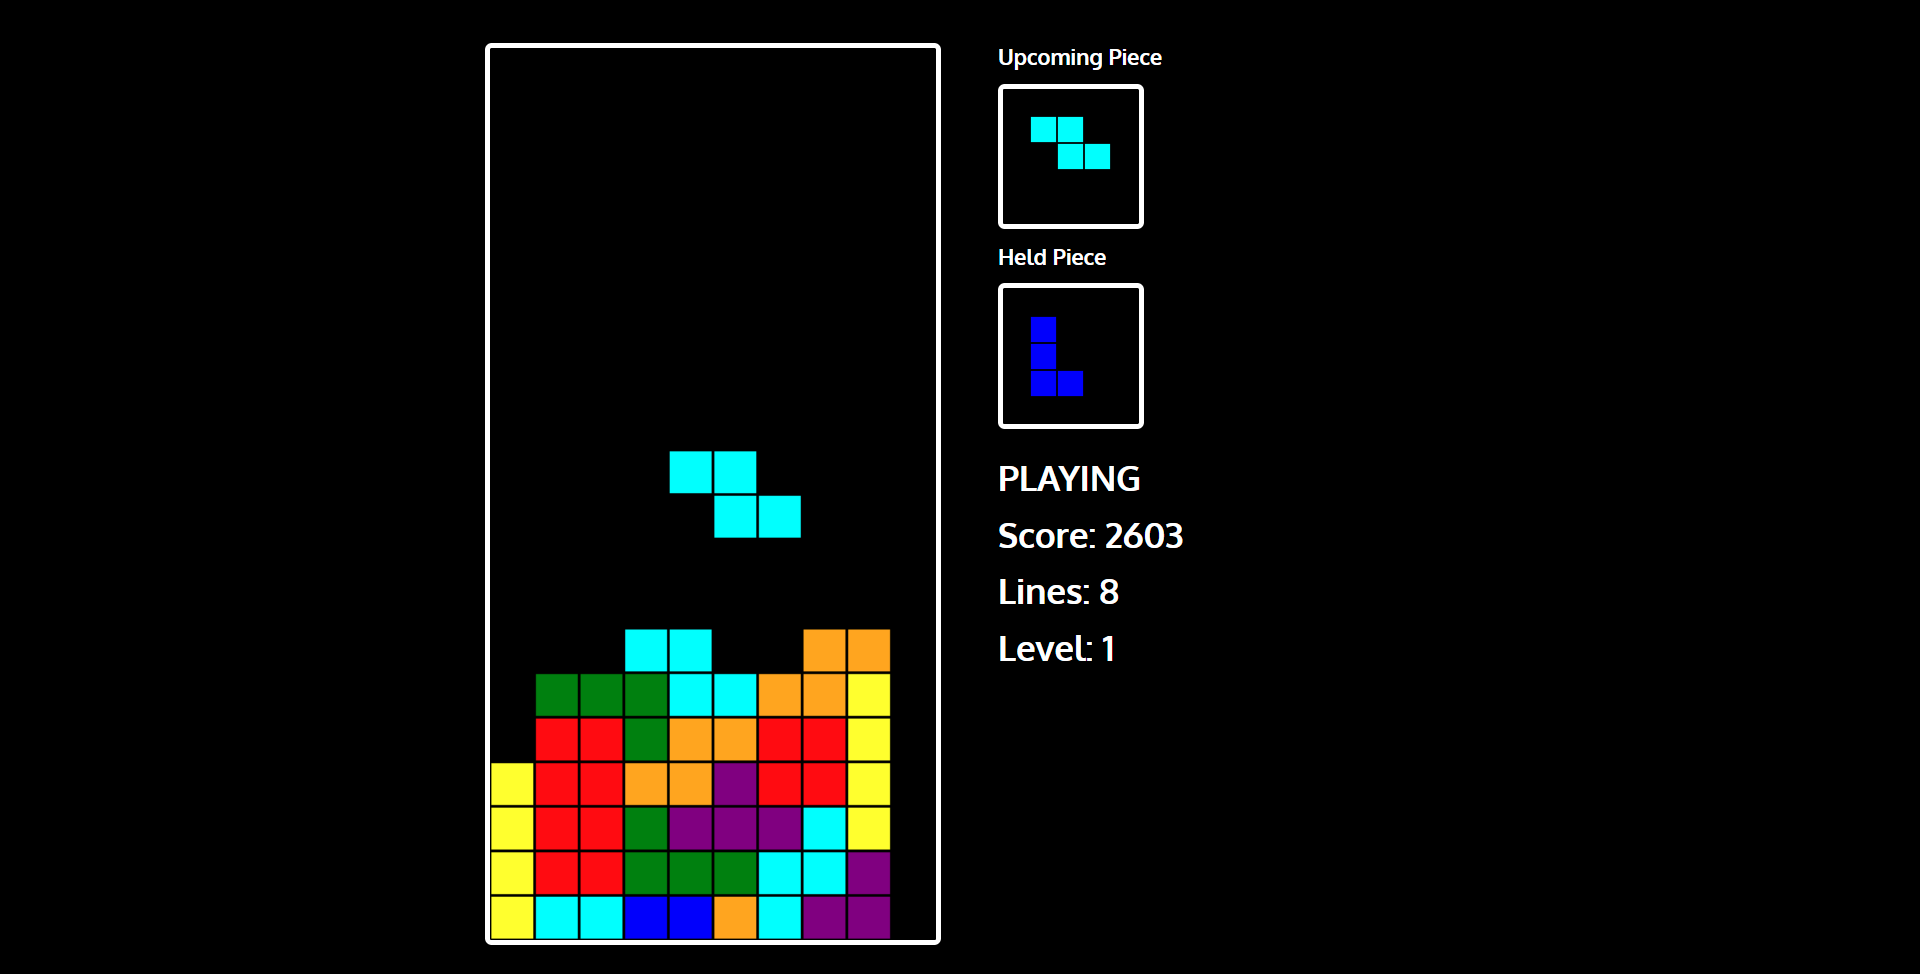 Upcoming Piece
Held Piece
PLAYING
Score: 2603
Lines: 8
Level: 1